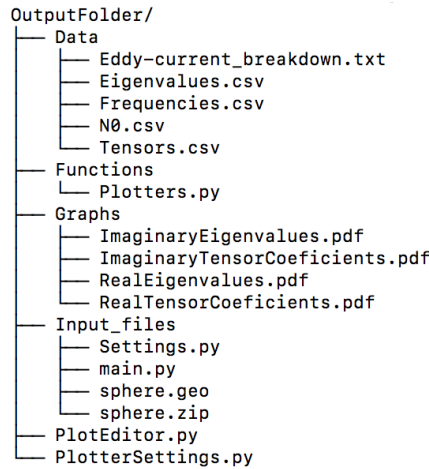 OutputFolder/
├── Data
│   ├── Eddy-current_breakdown.txt
│   ├── Eigenvalues.csv
│   ├── Frequencies.csv
│   ├── N0.csv
│   └── Tensors.csv
├── Functions
│   └── Plotters.py
├── Graphs
│   ├── ImaginaryEigenvalues.pdf
│   ├── ImaginaryTensorCoeficients.pdf
│   ├── RealEigenvalues.pdf
│   └── RealTensorCoeficients.pdf
├── Input_files
│   ├── Settings.py
│   ├── main.py
│   ├── sphere.geo
│   └── sphere.zip
├── PlotEditor.py
└── PlotterSettings.py